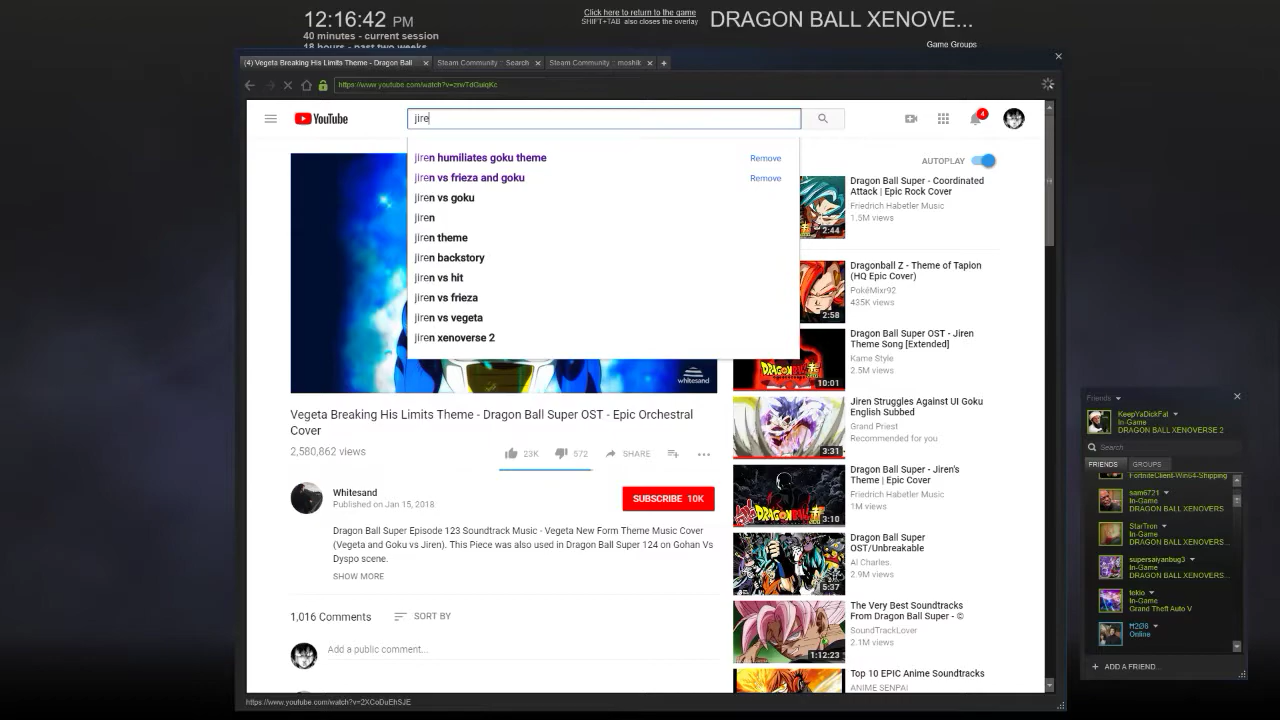 12:16:42 PM
40 minutes - current session
18 hours - past two weeks
Click here to return to the game
SHIFT+TAB also closes the overlay
DRAGON BALL XENOVE...
Game Groups
(4) Vegeta Breaking His Limits Theme - Dragon Ball
Steam Community :: Search
Steam Community :: moshik
YouTube
jire
4
jiren humiliates goku theme
Remove
jiren vs frieza and goku
Remove
jiren vs goku
jiren
jiren theme
jiren backstory
jiren vs hit
jiren vs frieza
jiren vs vegeta
jiren xenoverse 2
whitesand
Vegeta Breaking His Limits Theme - Dragon Ball Super OST - Epic Orchestral
Cover
2,580,862 views
23K
572
SHARE
Whitesand
Published on Jan 15, 2018
SUBSCRIBE 10K
Dragon Ball Super Episode 123 Soundtrack Music - Vegeta New Form Theme Music Cover
(Vegeta and Goku vs Jiren). This Piece was also used in Dragon Ball Super 124 on Gohan Vs
Dyspo scene.
SHOW MORE
1,016 Comments
SORT BY
Add a public comment...
AUTOPLAY
Dragon Ball Super - Coordinated
Attack | Epic Rock Cover
Friedrich Habetler Music
1.5M views
2:44
Dragonball Z - Theme of Tapion
(HQ Epic Cover)
PokéMixr92
435K views
2:58
Dragon Ball Super OST - Jiren
Theme Song [Extended]
Kame Style
2.5M views
10:01
Jiren Struggles Against UI Goku
English Subbed
Grand Priest
Recommended for you
3:31
Dragon Ball Super - Jiren's
Theme | Epic Cover
Friedrich Habetler Music
1M views
3:10
Dragon Ball Super
OST/Unbreakable
Al Charles.
2.9M views
5:37
The Very Best Soundtracks
From Dragon Ball Super - ©
SoundTrackLover
2.1M views
1:12:23
Top 10 EPIC Anime Soundtracks
ANIME SENPAI
Friends
KeepYaDickFat
In-Game
DRAGON BALL XENOVERSE 2
Search
FRIENDS
GROUPS
FortniteClient-Win64-Shipping
sam6721
In-Game
DRAGON BALL XENOVERS
StarTron
In-Game
DRAGON BALL XENOVERS...
supersaiyanbug3
In-Game
DRAGON BALL XENOVERS...
tekio
In-Game
Grand Theft Auto V
Online
ADD A FRIEND...
https://www.youtube.com/watch?v=2XCoDuEhSJE